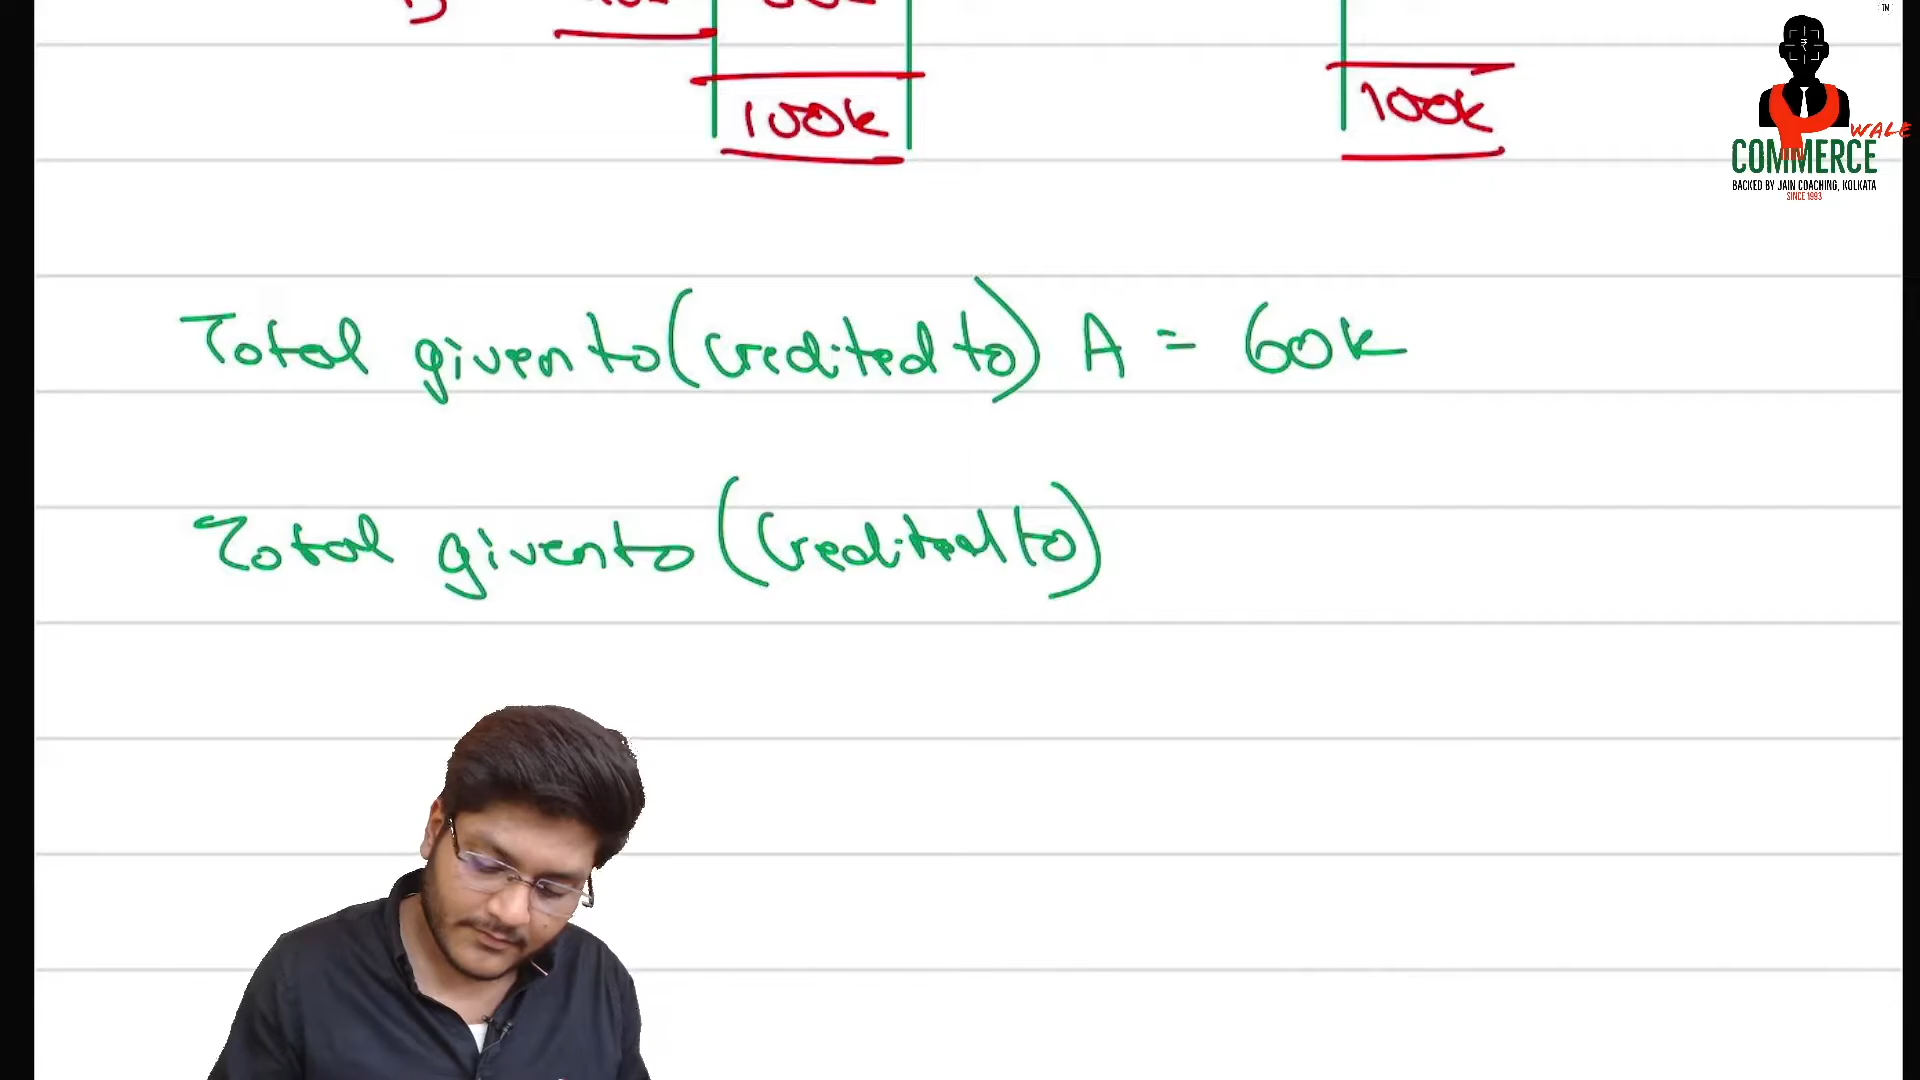 100k 100k
Total given to (credited to) A = 60k
Total given to (credited to)
TM
WALE
COMMERCE
BACKED BY JAIN COACHING, KOLKATA
SINCE 1993